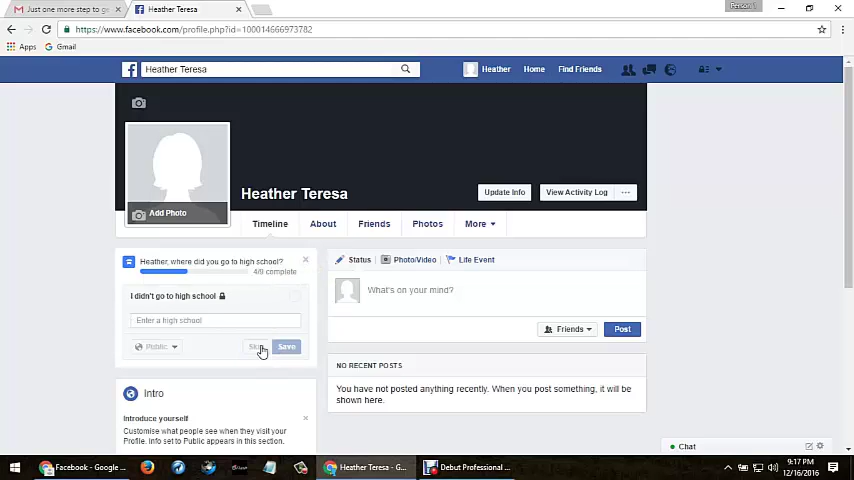 Just one more step to ge
Heather Teresa
Person 1
https://www.facebook.com/profile.php?id=100014666973782
Apps
Gmail
Heather Teresa
Heather
Home
Find Friends
Add Photo
Heather Teresa
Update Info
View Activity Log
Timeline
About
Friends
Photos
More
Heather, where did you go to high school?
4/9 complete
I didn't go to high school
Enter a high school
Public
Skip
Save
Status
Photo/Video
Life Event
What's on your mind?
Friends
Post
NO RECENT POSTS
You have not posted anything recently. When you post something, it will be
shown here.
Intro
Introduce yourself
Customise what people see when they visit your
Profile. Info set to Public appears in this section.
Chat
Facebook - Google ...
Heather Teresa - G...
Debut Professional ...
9:17 PM
12/16/2016